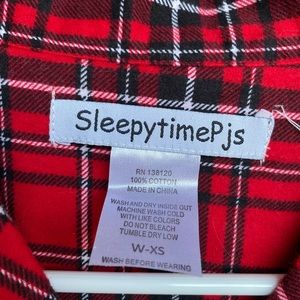 SleepytimePjs
RN 138120
100% COTTON
MADE IN CHINA
WASH AND DRY INSIDE OUT
MACHINE WASH COLD
WITH LIKE COLORS
DO NOT BLEACH
TUMBLE DRY LOW
W-XS
WASH BEFORE WEARING